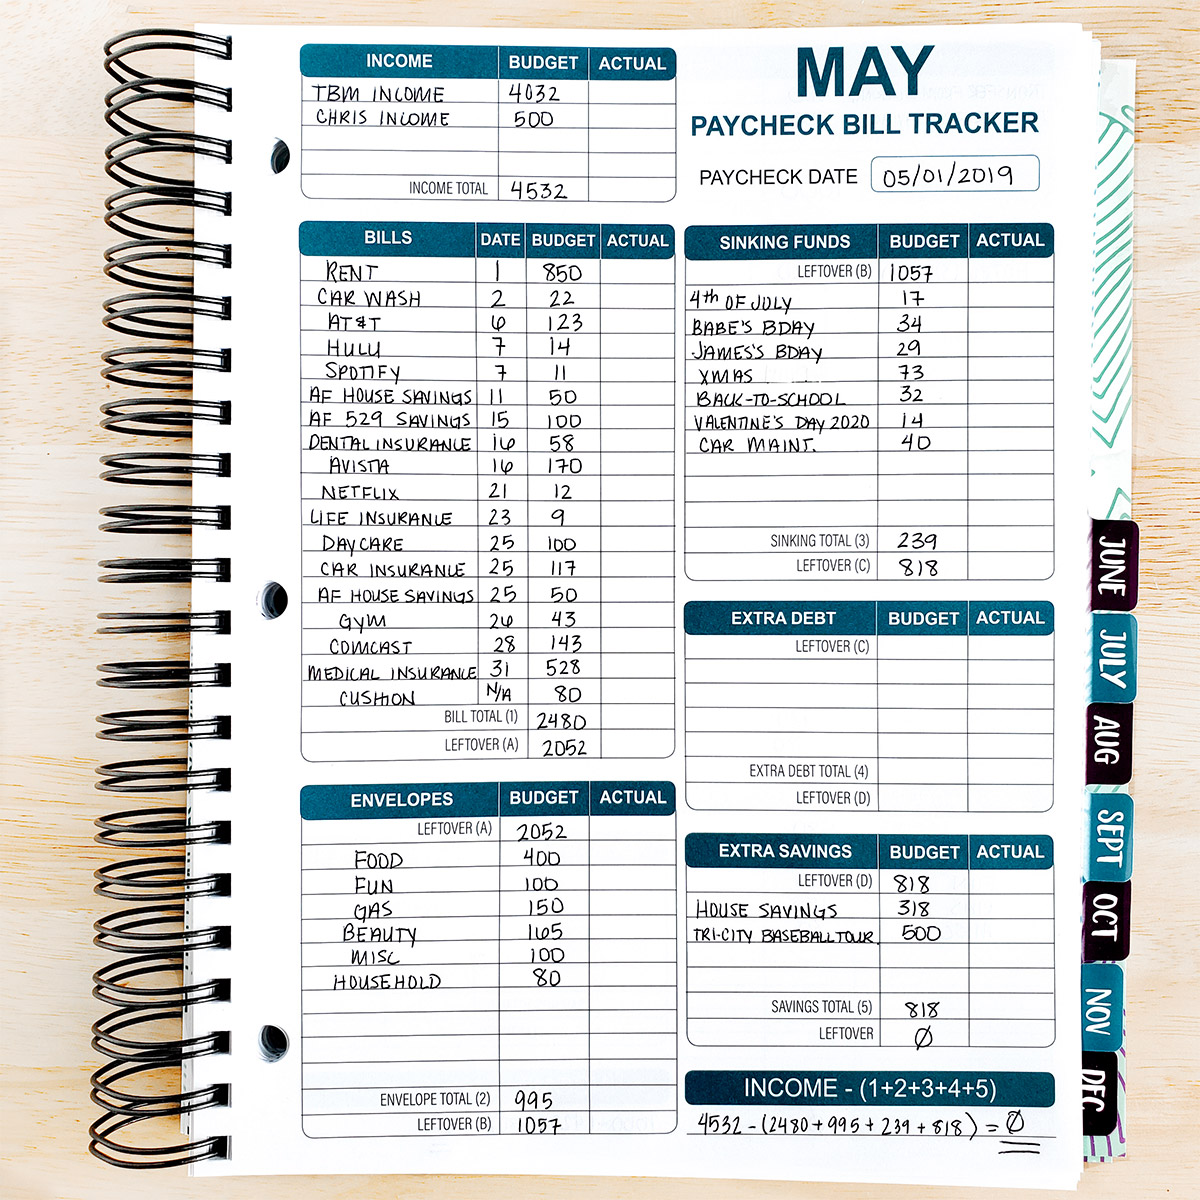 INCOME BUDGET ACTUAL
TBM INCOME 4032
CHRIS INCOME 500
INCOME TOTAL 4532
MAY
PAYCHECK BILL TRACKER
PAYCHECK DATE 05/01/2019
BILLS DATE BUDGET ACTUAL
RENT 1 850
CAR WASH 2 22
AT&T 6 123
HULU 7 14
SPOTIFY 7 11
AF HOUSE SAVINGS 11 50
AF 529 SAVINGS 15 100
DENTAL INSURANCE 16 58
AVISTA 16 170
NETFLIX 21 12
LIFE INSURANCE 23 9
DAYCARE 25 100
CAR INSURANCE 25 117
AF HOUSE SAVINGS 25 50
GYM 26 43
COMCAST 28 143
MEDICAL INSURANCE 31 528
CUSHION N/A 80
BILL TOTAL (1) 2480
LEFTOVER (A) 2052
ENVELOPES BUDGET ACTUAL
LEFTOVER (A) 2052
FOOD 400
FUN 100
GAS 150
BEAUTY 165
MISC 100
HOUSEHOLD 80
ENVELOPE TOTAL (2) 995
LEFTOVER (B) 1057
SINKING FUNDS BUDGET ACTUAL
LEFTOVER (B) 1057
4th OF JULY 17
BABE'S BDAY 34
JAMES'S BDAY 29
XMAS 73
BACK-TO-SCHOOL 32
VALENTINE'S DAY 2020 14
CAR MAINT. 40
SINKING TOTAL (3) 239
LEFTOVER (C) 818
EXTRA DEBT BUDGET ACTUAL
LEFTOVER (C)
EXTRA DEBT TOTAL (4)
LEFTOVER (D)
EXTRA SAVINGS BUDGET ACTUAL
LEFTOVER (D) 818
HOUSE SAVINGS 318
TRI-CITY BASEBALL TOUR. 500
SAVINGS TOTAL (5) 818
LEFTOVER Ø
INCOME - (1+2+3+4+5)
4532 - (2480 + 995 + 239 + 818) = Ø
JUNE
JULY
AUG
SEPT
OCT
NOV
DEC